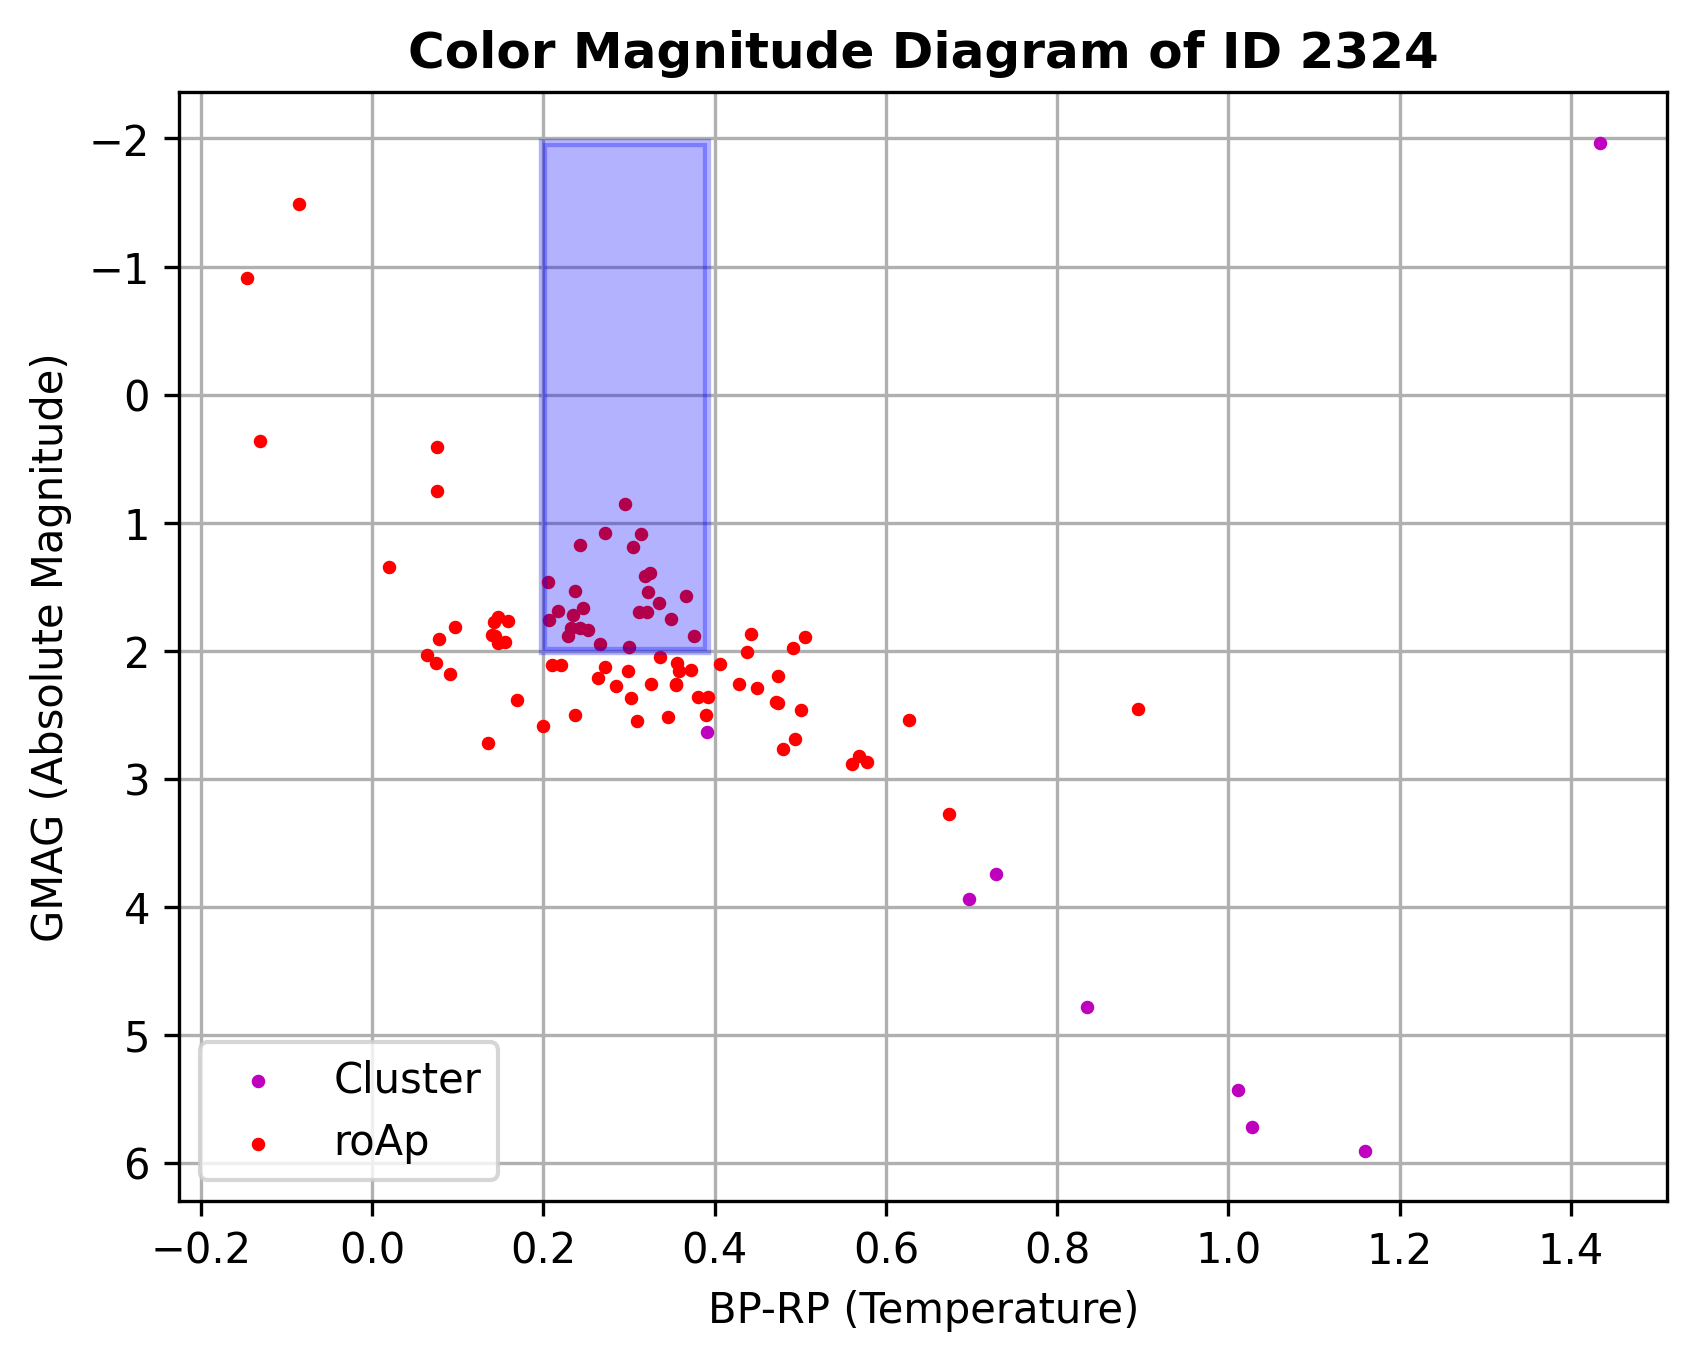 Color Magnitude Diagram of ID 2324
−2
−1
0
1
2
3
4
5
6
GMAG (Absolute Magnitude)
Cluster
roAp
−0.2 0.0 0.2 0.4 0.6 0.8 1.0 1.2 1.4
BP-RP (Temperature)